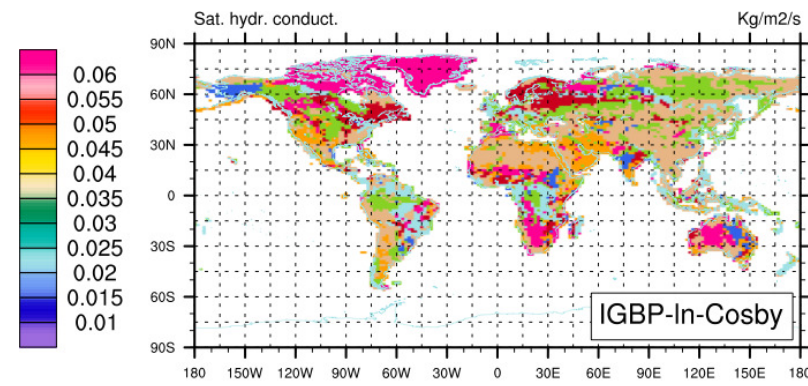 Sat. hydr. conduct. Kg/m2/s
0.06
0.055
0.05
0.045
0.04
0.035
0.03
0.025
0.02
0.015
0.01
90N
60N
30N
0
30S
60S
90S
IGBP-ln-Cosby
180 150W 120W 90W 60W 30W 0 30E 60E 90E 120E 150E 180